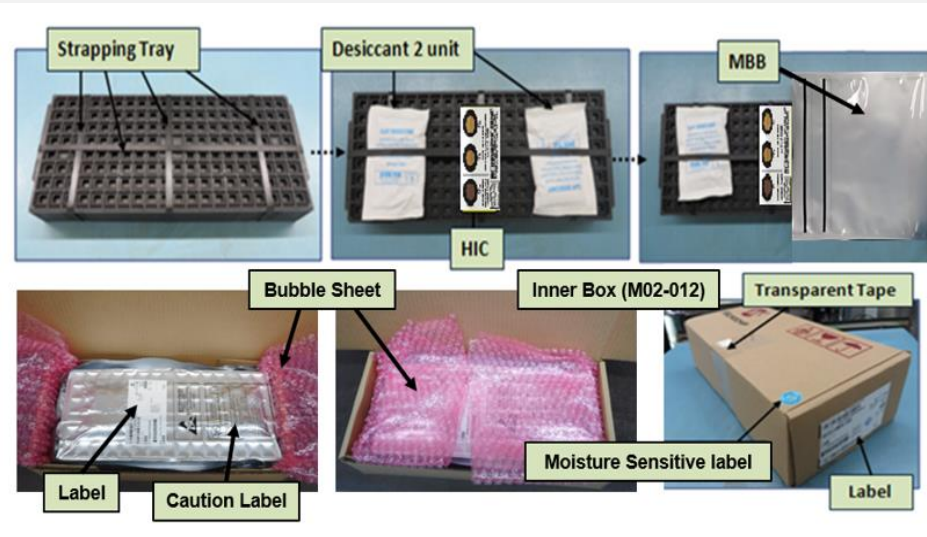 Strapping Tray
Desiccant 2 unit
MBB
HIC
Bubble Sheet
Inner Box (M02-012)
Transparent Tape
Label
Caution Label
Moisture Sensitive label
Label